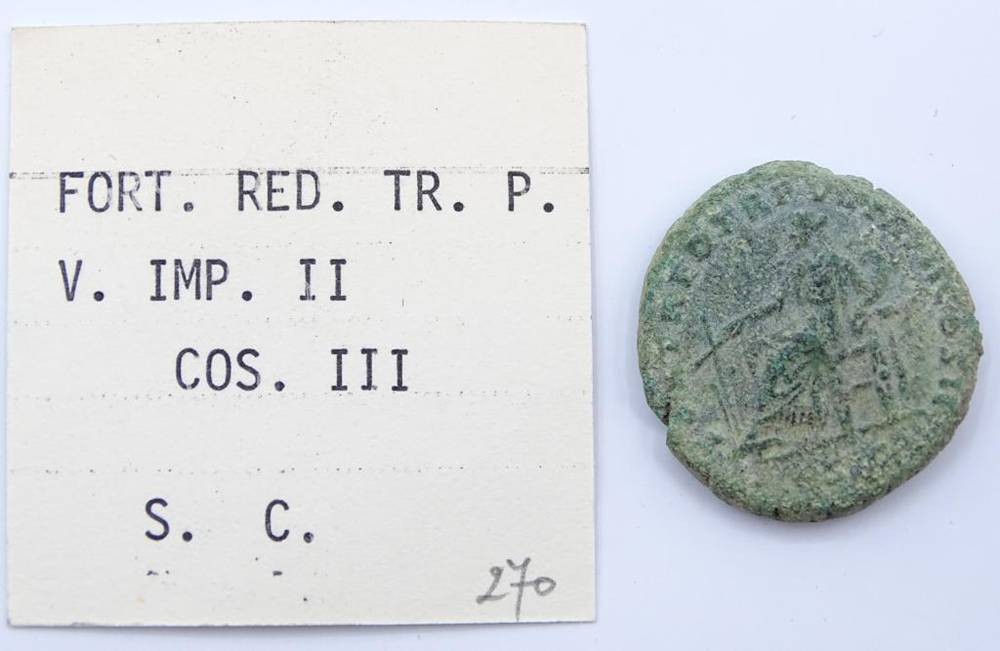 FORT. RED. TR. P.
V. IMP. II
COS. III
S. C.
270